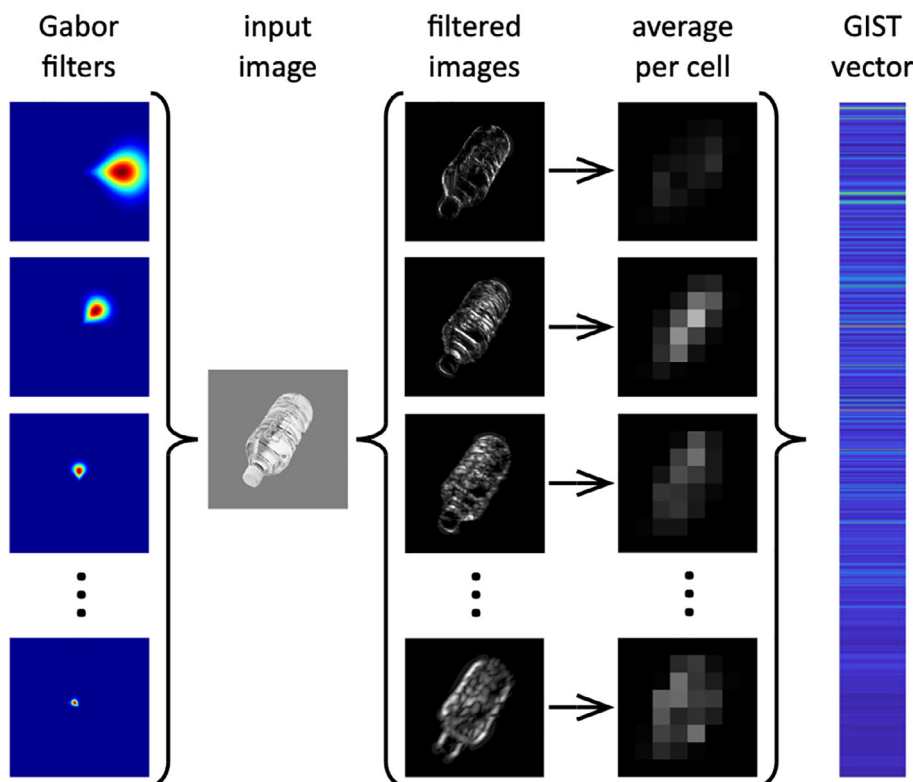 Gabor
filters
input
image
filtered
images
average
per cell
GIST
vector